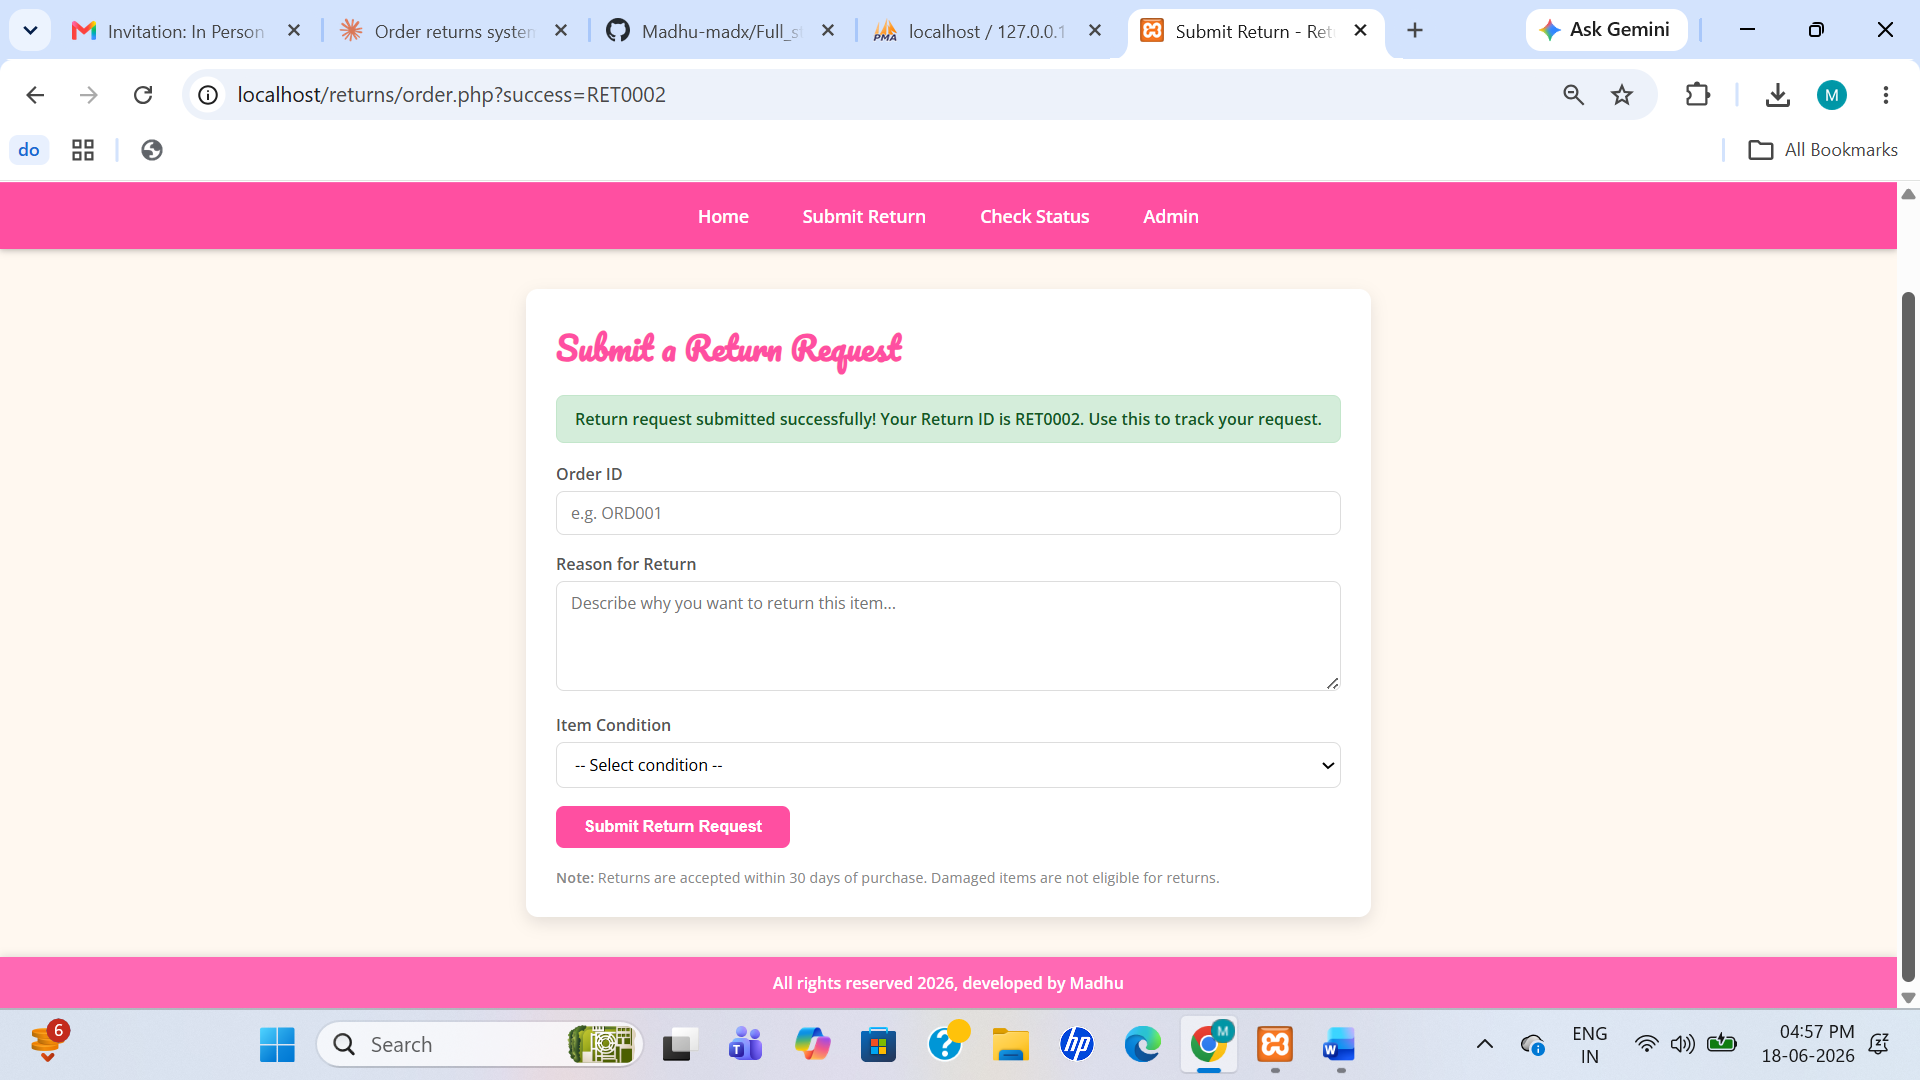 Invitation: In Person
Order returns system
Madhu-madx/Full_st
localhost / 127.0.0.1
Submit Return - Ret
Ask Gemini
localhost/returns/order.php?success=RET0002
M
do
All Bookmarks
Home
Submit Return
Check Status
Admin
Submit a Return Request
Return request submitted successfully! Your Return ID is RET0002. Use this to track your request.
Order ID
e.g. ORD001
Reason for Return
Describe why you want to return this item...
Item Condition
-- Select condition --
Submit Return Request
Note: Returns are accepted within 30 days of purchase. Damaged items are not eligible for returns.
All rights reserved 2026, developed by Madhu
6
Search
M
ENG
IN
04:57 PM
18-06-2026